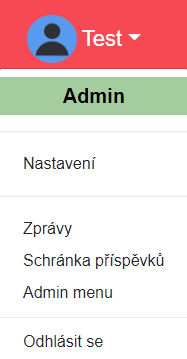 Test
Admin
Nastavení
Zprávy
Schránka příspěvků
Admin menu
Odhlásit se